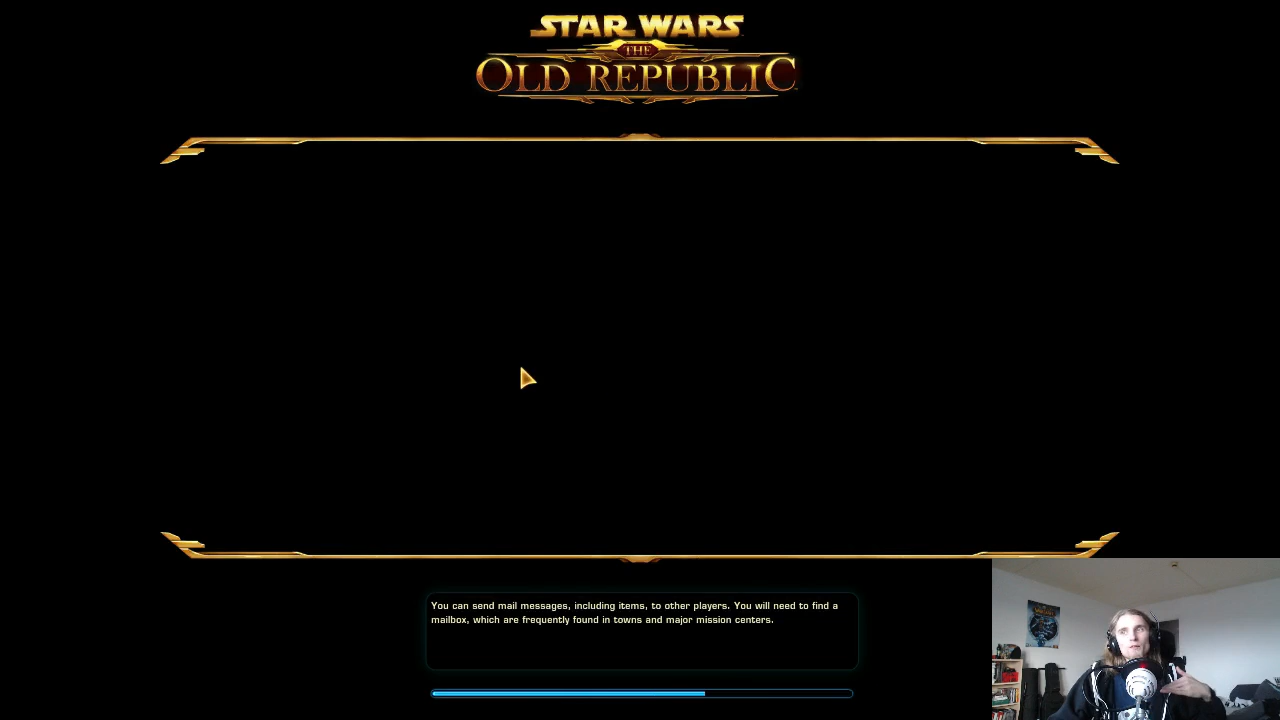 STAR WARS
THE
OLD REPUBLIC
You can send mail messages, including items, to other players. You will need to find a
mailbox, which are frequently found in towns and major mission centers.